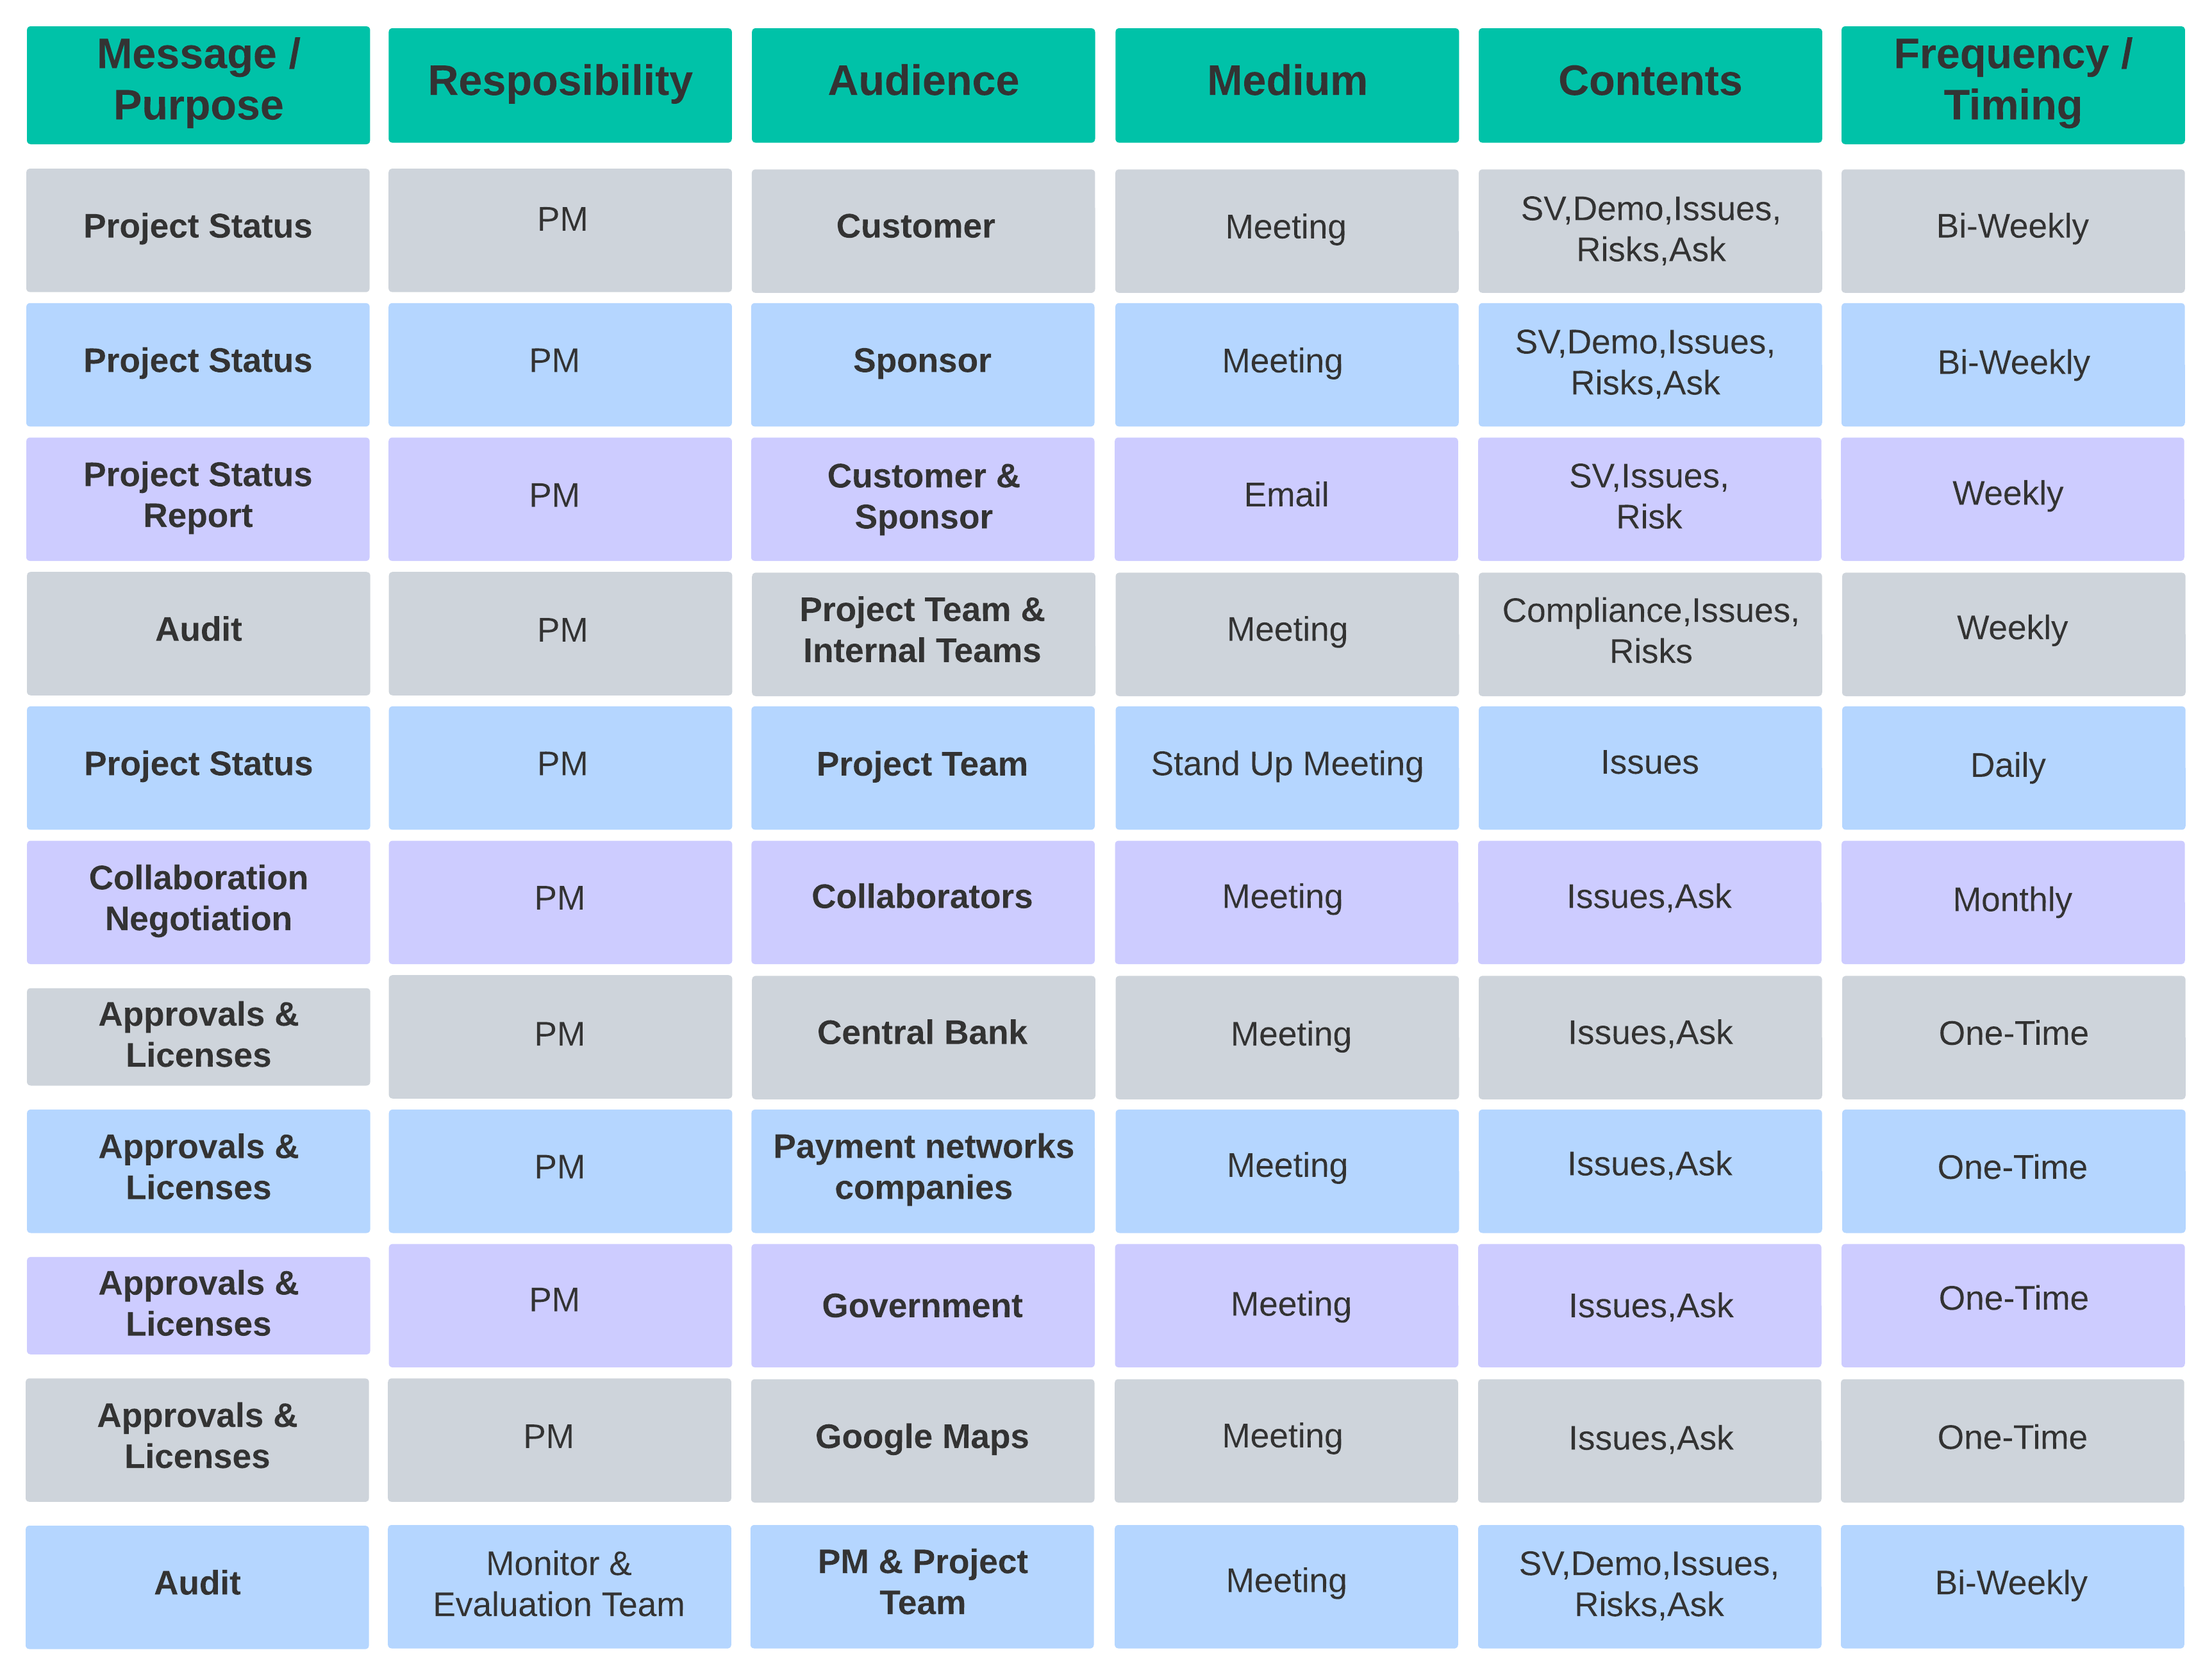 Message /
Purpose
Resposibility
Audience
Medium
Contents
Frequency /
Timing
Project Status
PM
Customer
Meeting
SV,Demo,Issues,
Risks,Ask
Bi-Weekly
Project Status
PM
Sponsor
Meeting
SV,Demo,Issues,
Risks,Ask
Bi-Weekly
Project Status
Report
PM
Customer &
Sponsor
Email
SV,Issues,
Risk
Weekly
Audit
PM
Project Team &
Internal Teams
Meeting
Compliance,Issues,
Risks
Weekly
Project Status
PM
Project Team
Stand Up Meeting
Issues
Daily
Collaboration
Negotiation
PM
Collaborators
Meeting
Issues,Ask
Monthly
Approvals &
Licenses
PM
Central Bank
Meeting
Issues,Ask
One-Time
Approvals &
Licenses
PM
Payment networks
companies
Meeting
Issues,Ask
One-Time
Approvals &
Licenses
PM
Government
Meeting
Issues,Ask
One-Time
Approvals &
Licenses
PM
Google Maps
Meeting
Issues,Ask
One-Time
Audit
Monitor &
Evaluation Team
PM & Project
Team
Meeting
SV,Demo,Issues,
Risks,Ask
Bi-Weekly